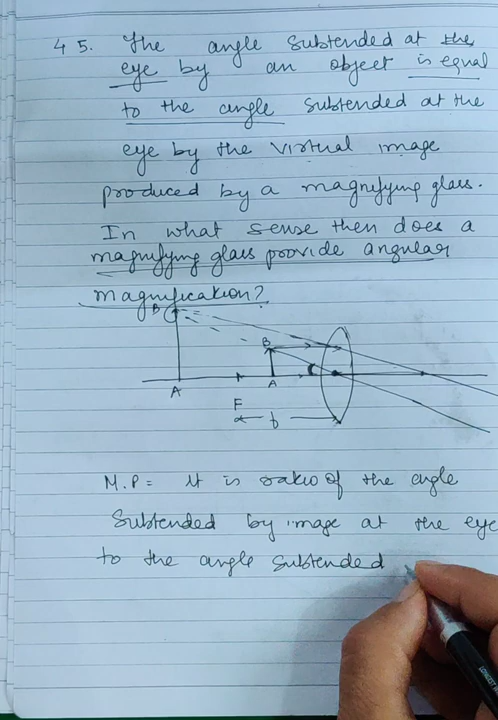 45. The angle subtended at the
eye by an object is equal
to the angle subtended at the
eye by the virtual image
produced by a magnifying glass.
In what sense then does a
magnifying glass provide angular
magnification?
B'
B
A'
A
F
f
M.P = It is ratio of the angle
Subtended by image at the eye
to the angle subtended